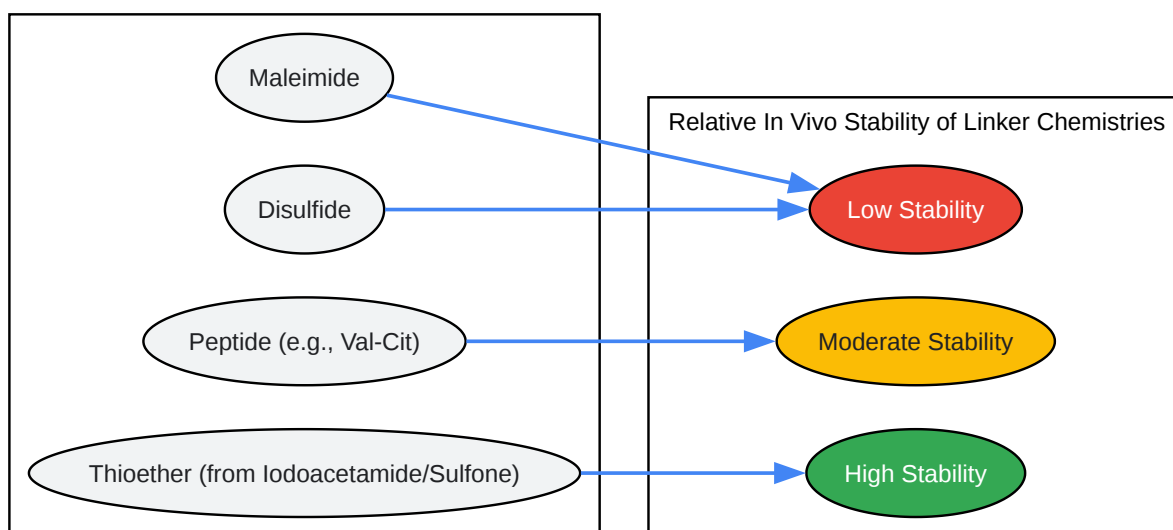 Maleimide
Relative In Vivo Stability of Linker Chemistries
Disulfide
Low Stability
Peptide (e.g., Val-Cit)
Moderate Stability
Thioether (from Iodoacetamide/Sulfone)
High Stability